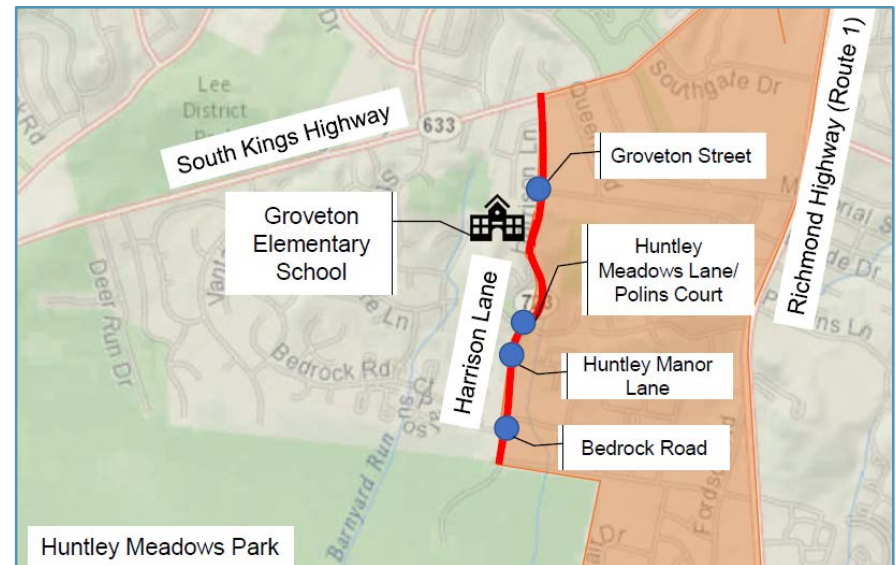 Lee
District
Southgate Dr
South Kings Highway
633
Richmond Highway (Route 1)
Groveton Street
Groveton
Elementary
School
Harrison Ln
Huntley
Meadows Lane/
Polins Court
Deer Run Dr
Harrison Lane
Bedrock Rd
Huntley Manor
Lane
Bedrock Road
Barnyard Run
Huntley Meadows Park